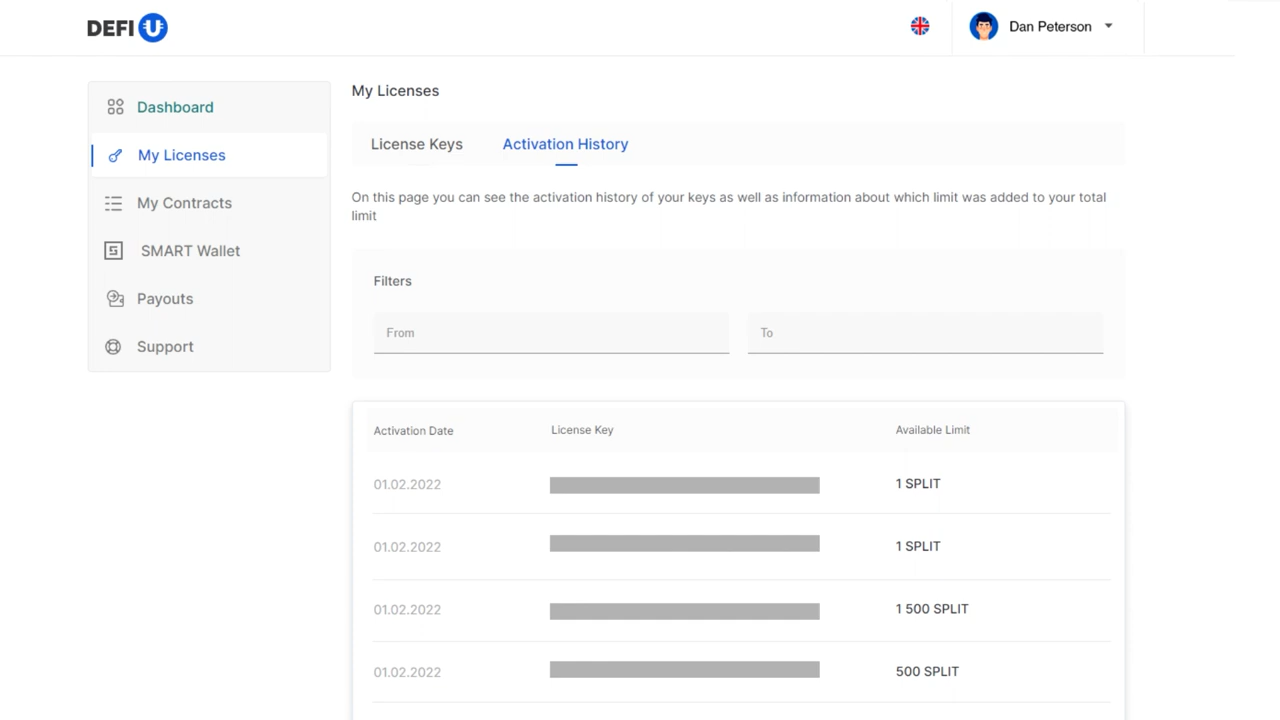 DEFI U
Dan Peterson
Dashboard
My Licenses
My Contracts
SMART Wallet
Payouts
Support
My Licenses
License Keys
Activation History
On this page you can see the activation history of your keys as well as information about which limit was added to your total
limit
Filters
From
To
Activation Date
License Key
Available Limit
01.02.2022
1 SPLIT
01.02.2022
1 SPLIT
01.02.2022
1 500 SPLIT
01.02.2022
500 SPLIT